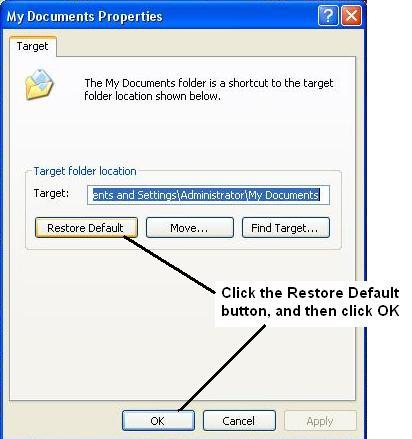 My Documents Properties
Target
The My Documents folder is a shortcut to the target
folder location shown below.
Target folder location
Target: ents and Settings\Administrator\My Documents
Restore Default Move... Find Target...
Click the Restore Default
button, and then click OK
OK Cancel Apply